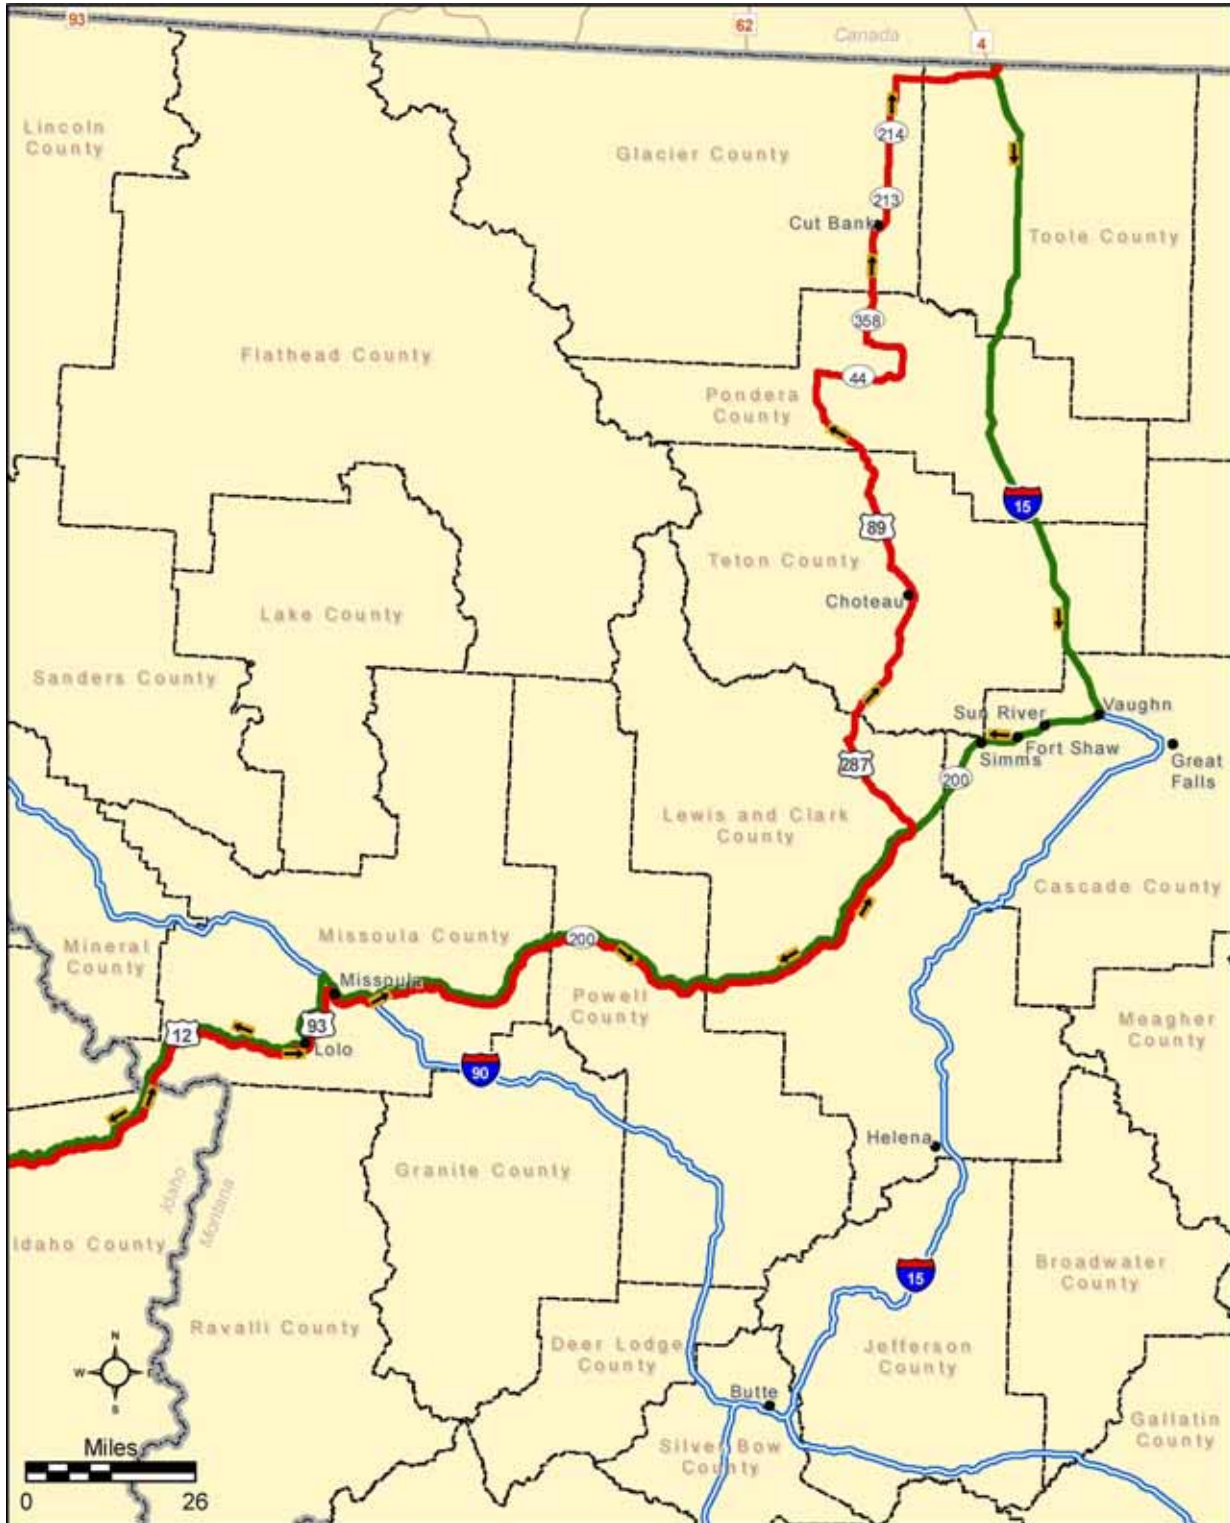 93
62
Canada
4
Lincoln
County
Glacier County
214
213
Cut Bank
Toole County
358
Flathead County
44
Pondera
County
15
89
Teton County
Choteau
Lake County
Sanders County
Sun River
Vaughn
Simms
Fort Shaw
Great
Falls
287
200
Lewis and Clark
County
Cascade County
Missoula County
200
Mineral
County
Missoula
Powell
County
Meagher
County
12
93
Lolo
90
Helena
Granite County
Idaho
Montana
Idaho County
Broadwater
County
15
Ravalli County
Deer Lodge
County
Jefferson
County
N
W
E
S
Butte
Gallatin
County
Silver Bow
County
Miles
0
26